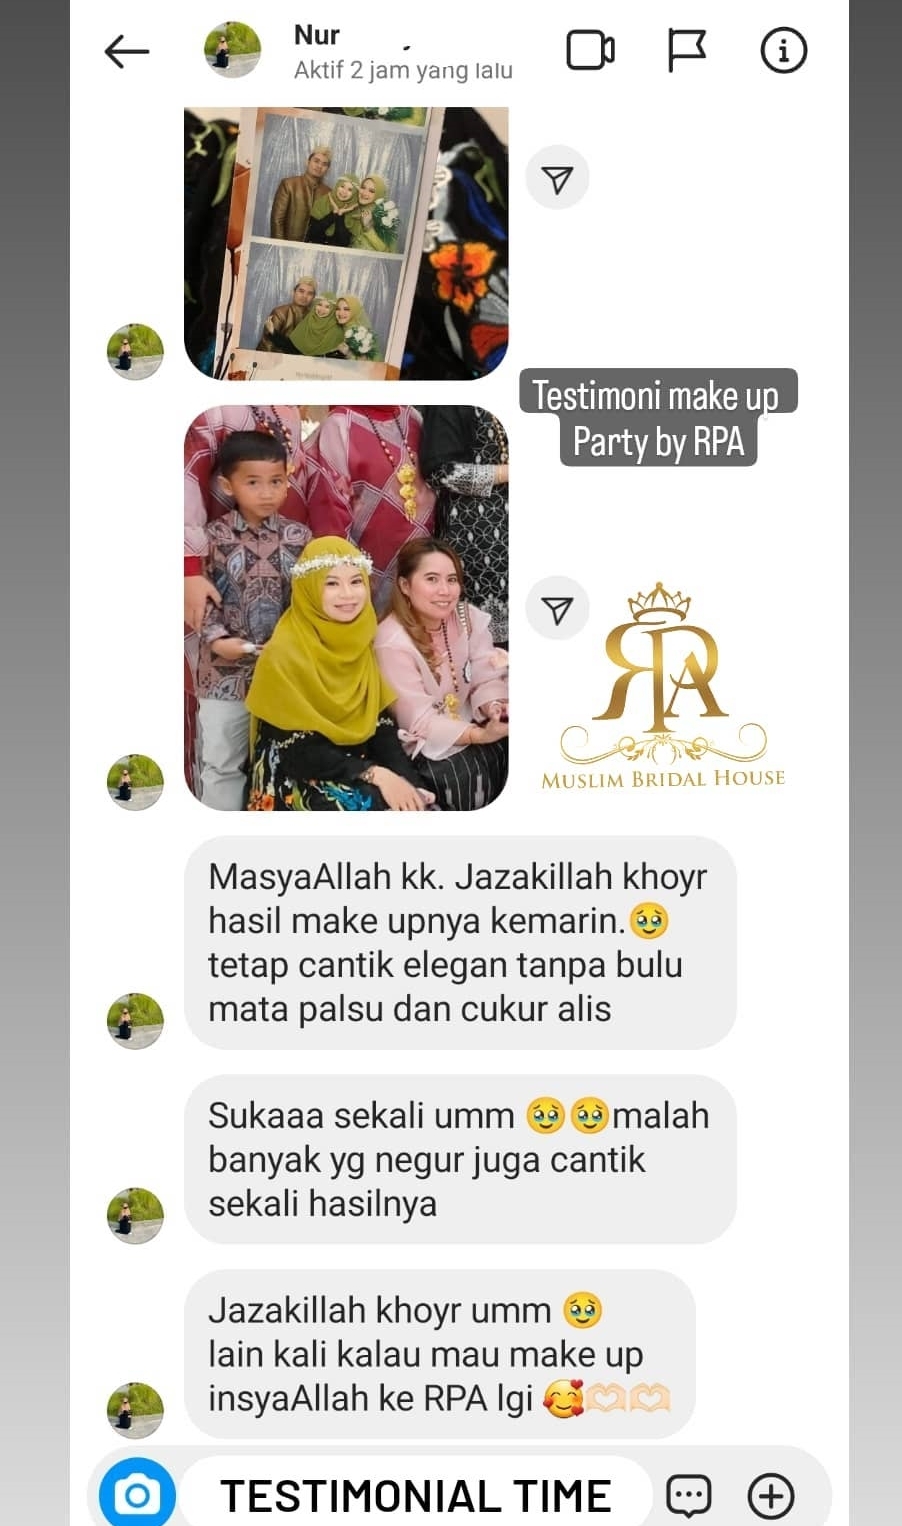 Nur
Aktif 2 jam yang lalu
Testimoni make up
Party by RPA
RPA
MUSLIM BRIDAL HOUSE
MasyaAllah kk. Jazakillah khoyr
hasil make upnya kemarin.🥹
tetap cantik elegan tanpa bulu
mata palsu dan cukur alis
Sukaaa sekali umm 🥹🥹malah
banyak yg negur juga cantik
sekali hasilnya
Jazakillah khoyr umm 🥹
lain kali kalau mau make up
insyaAllah ke RPA lgi 🥰🫶🏻🫶🏻
TESTIMONIAL TIME